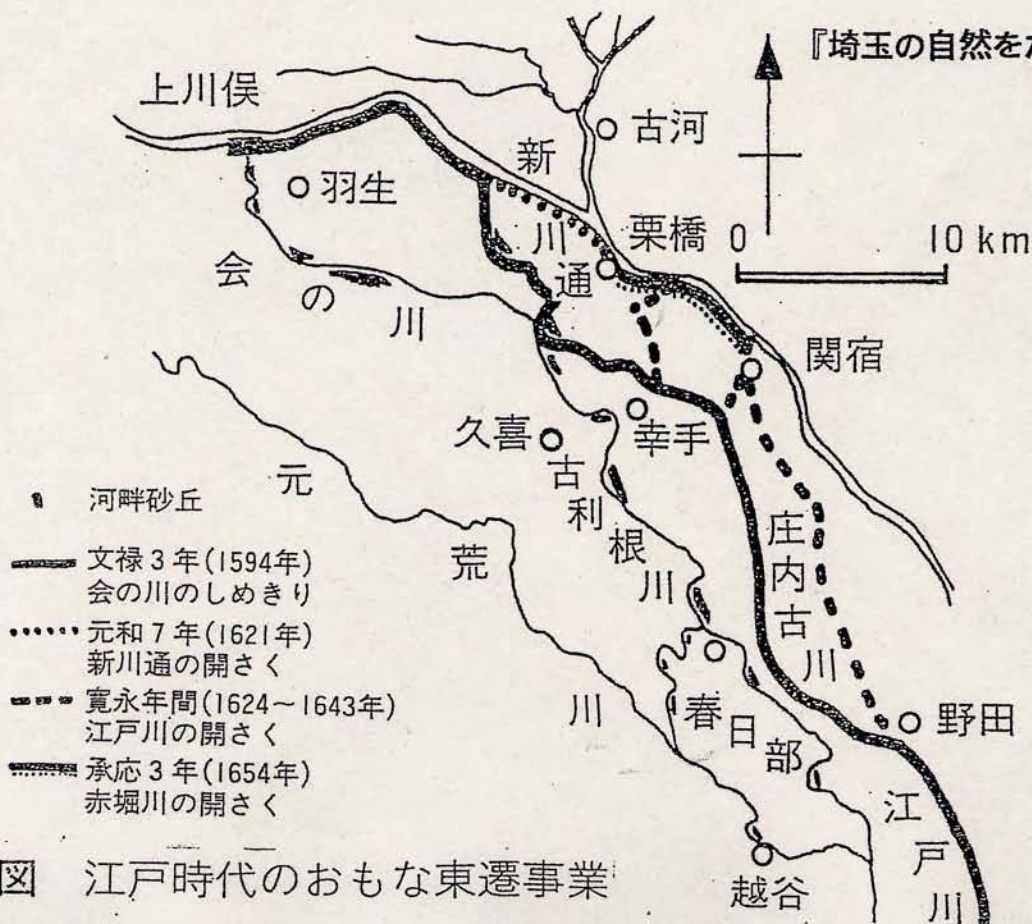 『埼玉の自然を
上川俣
古河
新川通
羽生
栗橋
0 10km
会の川
関宿
久喜
幸手
古利根川
元荒川
庄内古川
春日部
野田
江戸川
越谷
河畔砂丘
文禄3年(1594年)
会の川のしめきり
元和7年(1621年)
新川通の開さく
寛永年間(1624～1643年)
江戸川の開さく
承応3年(1654年)
赤堀川の開さく
図 江戸時代のおもな東遷事業